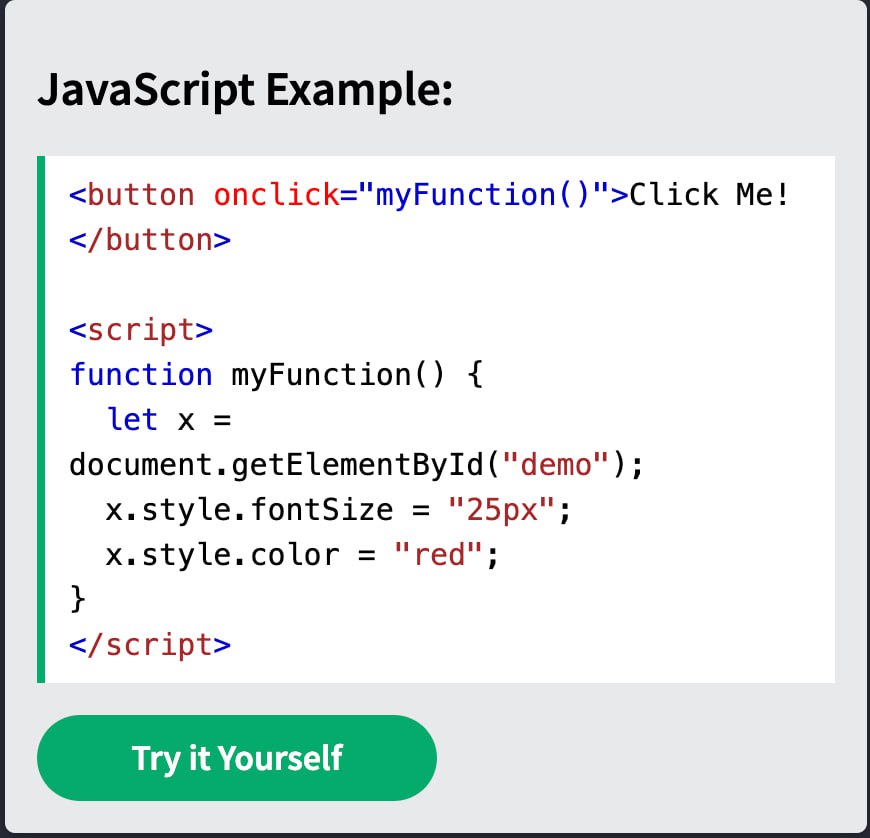 JavaScript Example:
<button onclick="myFunction()">Click Me!
</button>

<script>
function myFunction() {
  let x =
document.getElementById("demo");
  x.style.fontSize = "25px";
  x.style.color = "red";
}
</script>
Try it Yourself